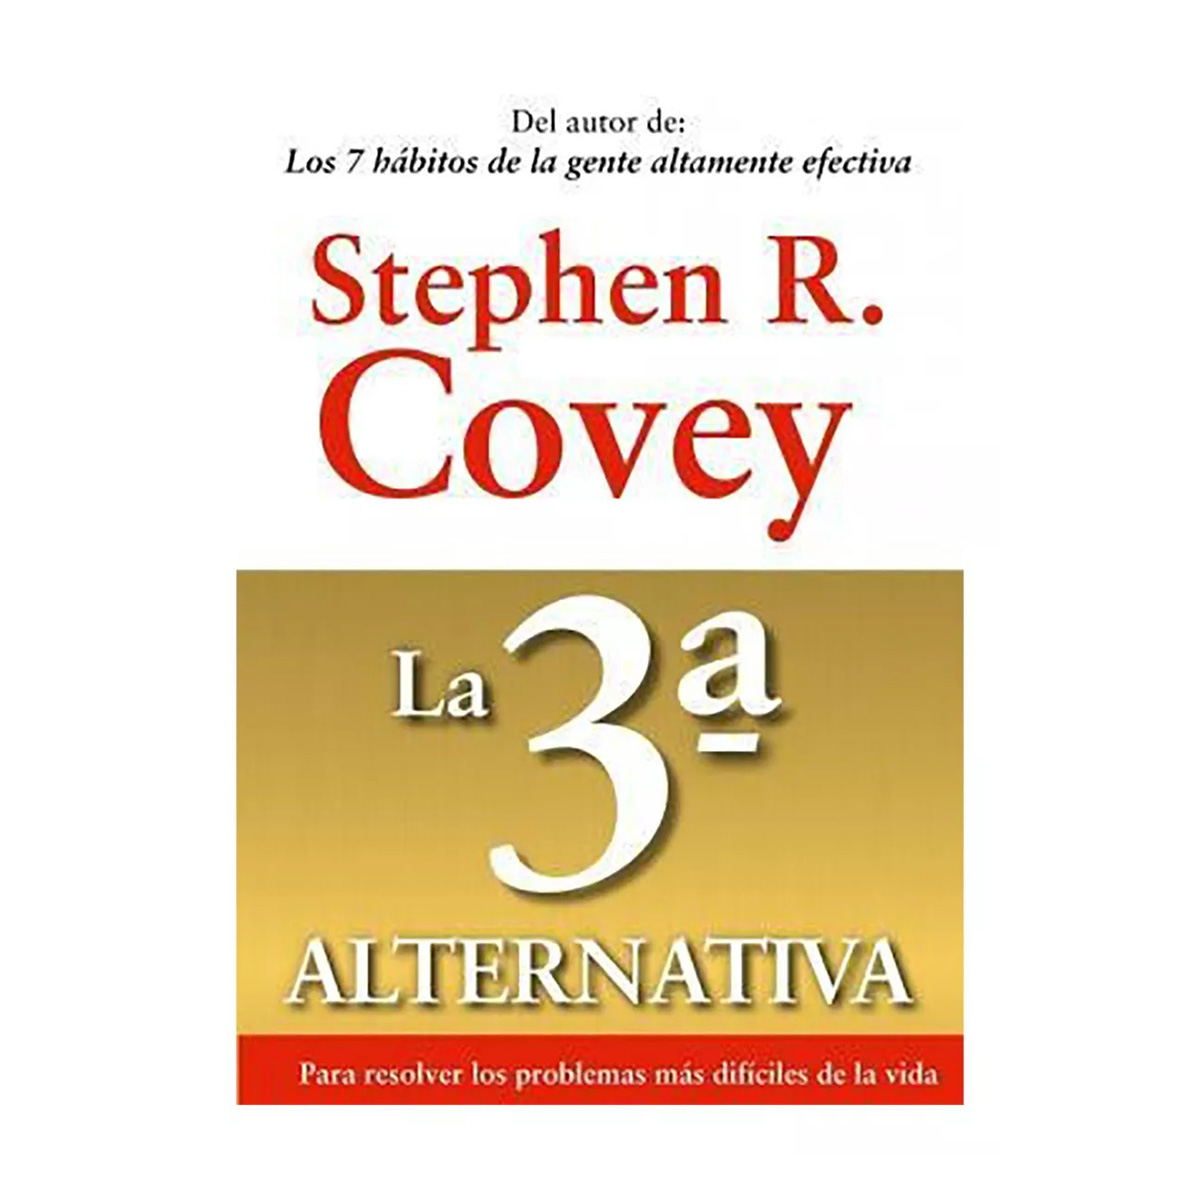 Del autor de:
Los 7 hábitos de la gente altamente efectiva
Stephen R.
Covey
La 3ª
ALTERNATIVA
Para resolver los problemas más difíciles de la vida